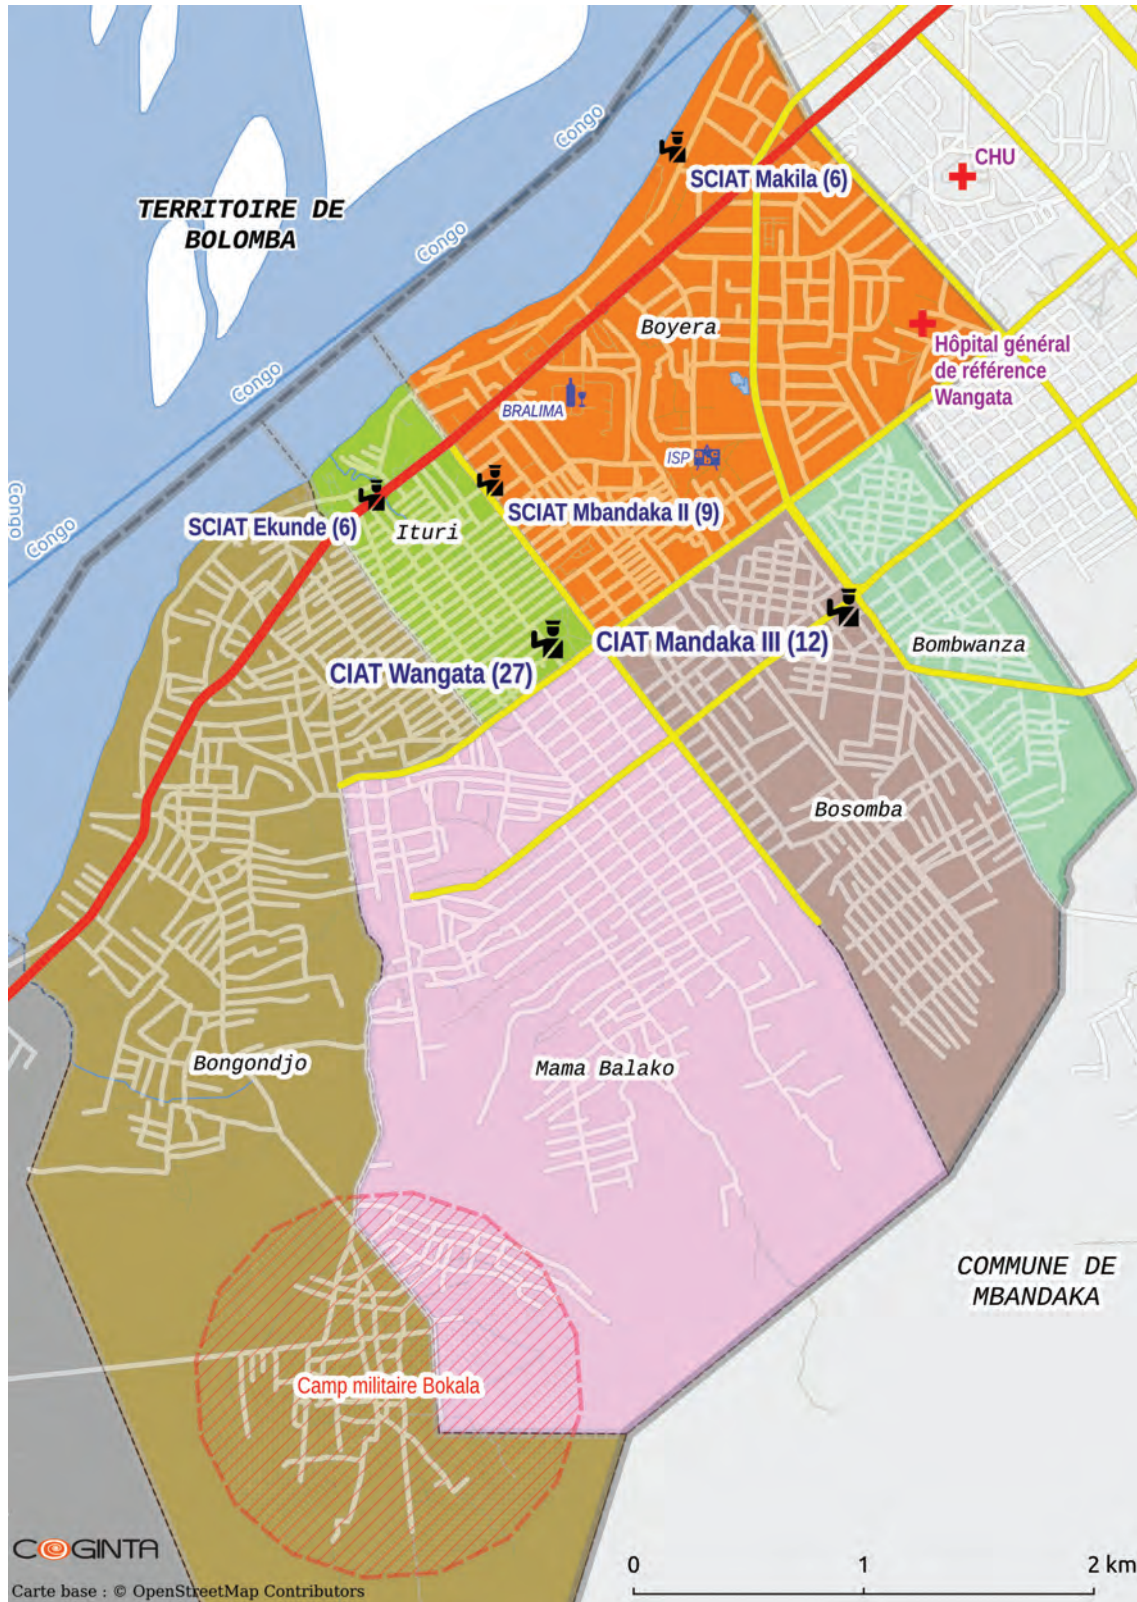 Congo
CHU
SCIAT Makila (6)
TERRITOIRE DE
BOLOMBA
Congo
Boyera
Hôpital général
de référence
Wangata
Congo
BRALIMA
ISP
abc
Congo
Congo
SCIAT Ekunde (6)
Ituri
SCIAT Mbandaka II (9)
CIAT Wangata (27)
CIAT Mandaka III (12)
Bombwanza
Bosomba
Bongondjo
Mama Balako
COMMUNE DE
MBANDAKA
Camp militaire Bokala
COGINTA
0 1 2 km
Carte base : © OpenStreetMap Contributors